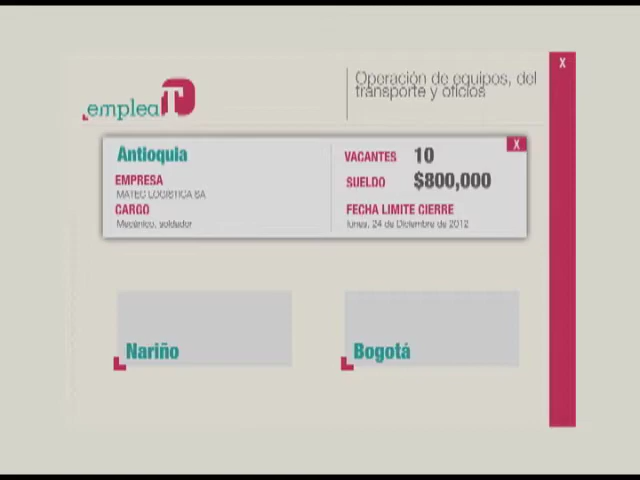 empleaT
Operación de equipos, del
transporte y oficios
X
X
Antioquia
EMPRESA
MATEC LOGISTICA SA
CARGO
Mecánico, soldador
VACANTES 10
SUELDO $800,000
FECHA LIMITE CIERRE
lunes, 24 de Diciembre de 2012
Nariño
Bogotá